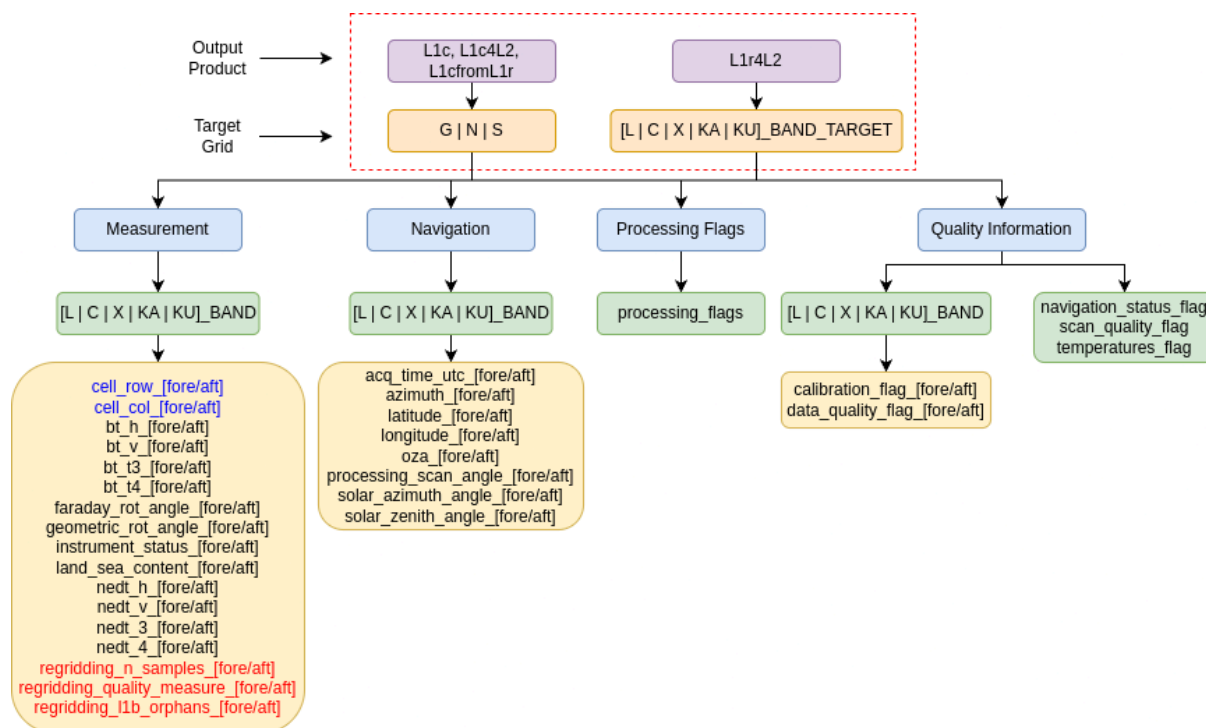 Output
Product
L1c, L1c4L2,
L1cfromL1r
L1r4L2
Target
Grid
G | N | S
[L | C | X | KA | KU]_BAND_TARGET
Measurement
Navigation
Processing Flags
Quality Information
[L | C | X | KA | KU]_BAND
[L | C | X | KA | KU]_BAND
processing_flags
[L | C | X | KA | KU]_BAND
navigation_status_flag
scan_quality_flag
temperatures_flag
cell_row_[fore/aft]
cell_col_[fore/aft]
bt_h_[fore/aft]
bt_v_[fore/aft]
bt_t3_[fore/aft]
bt_t4_[fore/aft]
faraday_rot_angle_[fore/aft]
geometric_rot_angle_[fore/aft]
instrument_status_[fore/aft]
land_sea_content_[fore/aft]
nedt_h_[fore/aft]
nedt_v_[fore/aft]
nedt_3_[fore/aft]
nedt_4_[fore/aft]
regridding_n_samples_[fore/aft]
regridding_quality_measure_[fore/aft]
regridding_l1b_orphans_[fore/aft]
acq_time_utc_[fore/aft]
azimuth_[fore/aft]
latitude_[fore/aft]
longitude_[fore/aft]
oza_[fore/aft]
processing_scan_angle_[fore/aft]
solar_azimuth_angle_[fore/aft]
solar_zenith_angle_[fore/aft]
calibration_flag_[fore/aft]
data_quality_flag_[fore/aft]